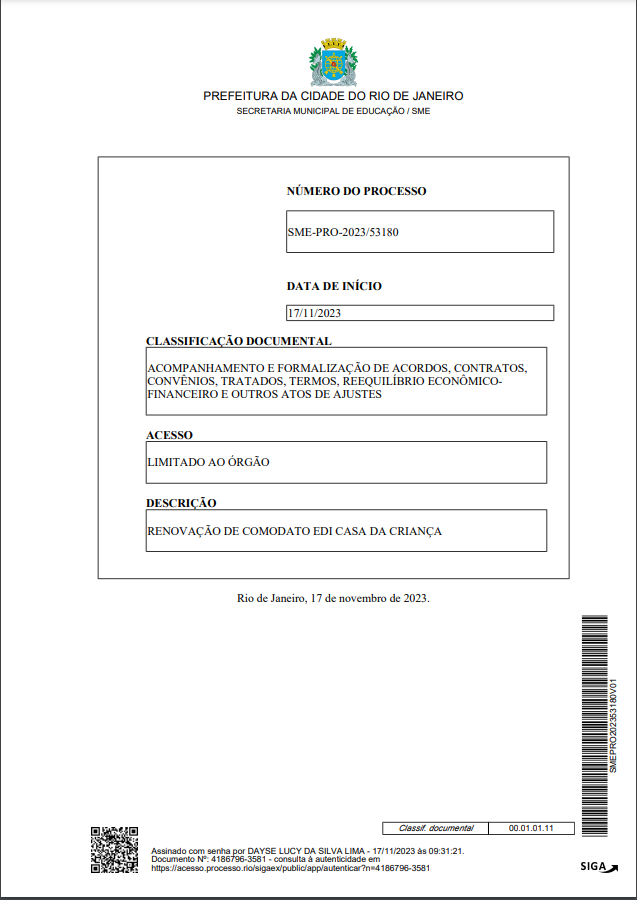 PREFEITURA DA CIDADE DO RIO DE JANEIRO
SECRETARIA MUNICIPAL DE EDUCAÇÃO / SME
NÚMERO DO PROCESSO
SME-PRO-2023/53180
DATA DE INÍCIO
17/11/2023
CLASSIFICAÇÃO DOCUMENTAL
ACOMPANHAMENTO E FORMALIZAÇÃO DE ACORDOS, CONTRATOS,
CONVÊNIOS, TRATADOS, TERMOS, REEQUILÍBRIO ECONÔMICO-
FINANCEIRO E OUTROS ATOS DE AJUSTES
ACESSO
LIMITADO AO ÓRGÃO
DESCRIÇÃO
RENOVAÇÃO DE COMODATO EDI CASA DA CRIANÇA
Rio de Janeiro, 17 de novembro de 2023.
SMEPRO202353180V01
Classif. documental 00.01.01.11
Assinado com senha por DAYSE LUCY DA SILVA LIMA - 17/11/2023 às 09:31:21.
Documento Nº: 4186796-3581 - consulta à autenticidade em
https://acesso.processo.rio/sigaex/public/app/autenticar?n=4186796-3581
SIGA